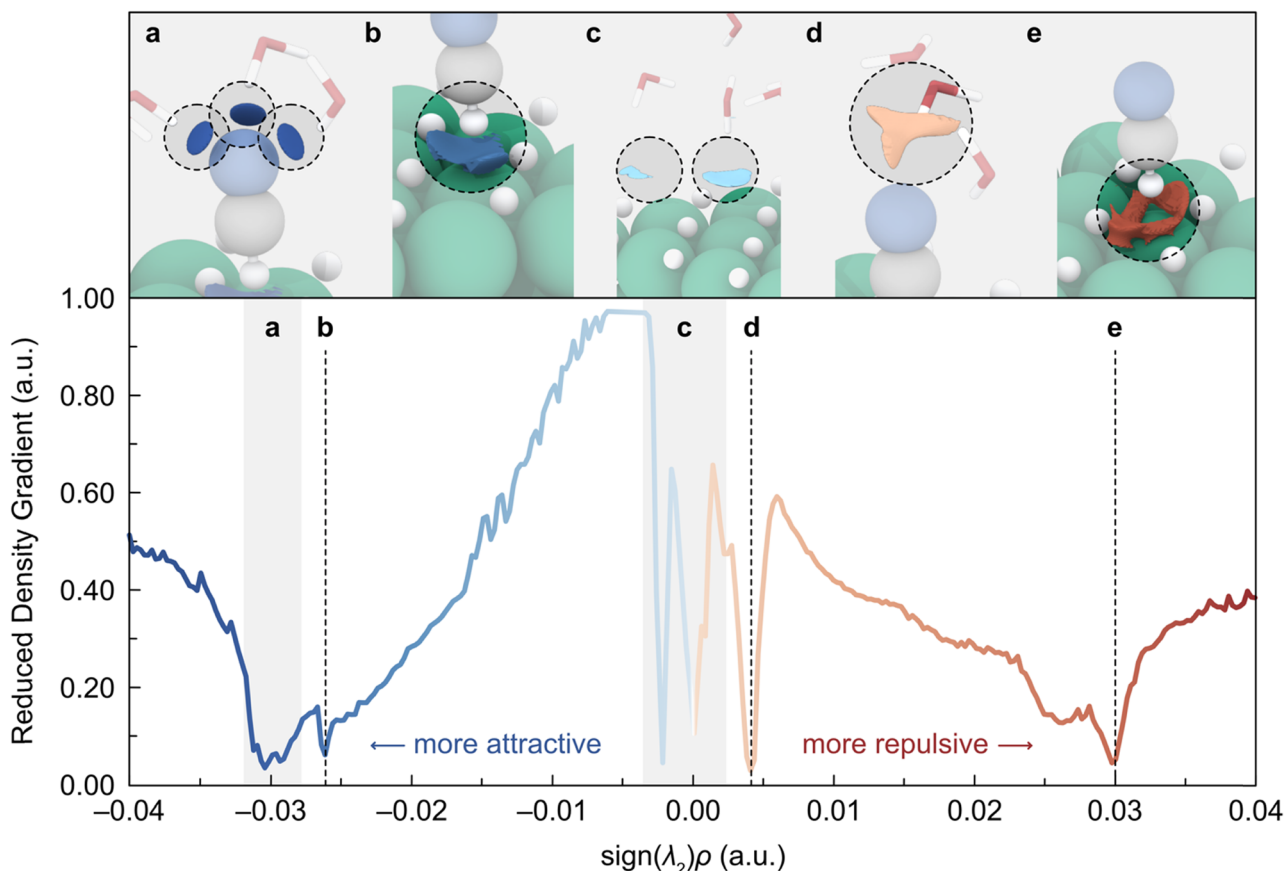 a b c d e
1.00
a b c d e
0.80
0.60
0.40
0.20
← more attractive more repulsive →
0.00
−0.04 −0.03 −0.02 −0.01 0.00 0.01 0.02 0.03 0.04
sign(λ₂)ρ (a.u.)
Reduced Density Gradient (a.u.)